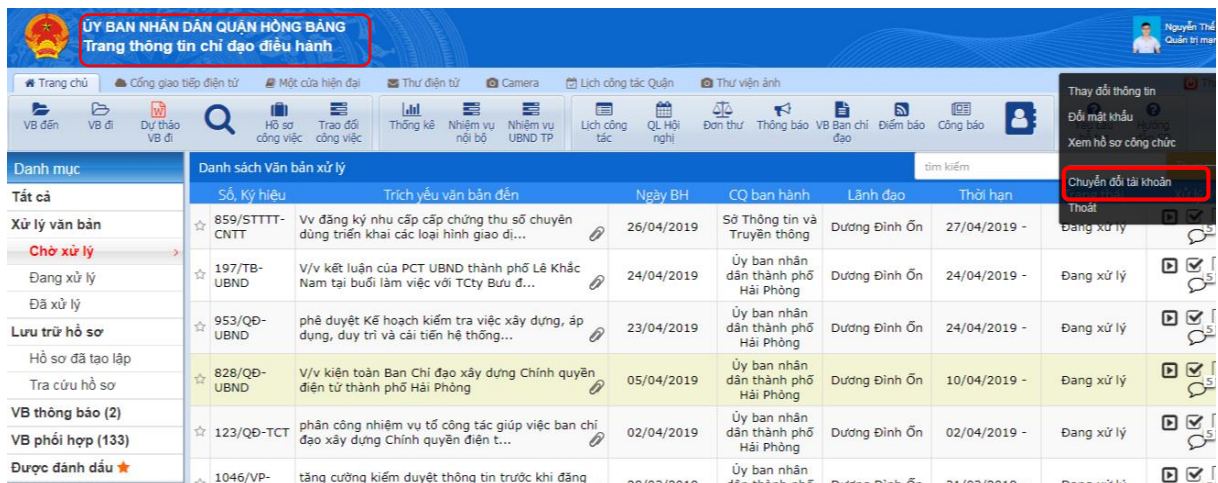 ỦY BAN NHÂN DÂN QUẬN HỒNG BÀNG
Trang thông tin chỉ đạo điều hành
Nguyễn Thế
Quản trị mạn
Trang chủ Cổng giao tiếp điện tử Một cửa hiện đại Thư điện tử Camera Lịch công tác Quận Thư viện ảnh
Thay đổi thông tin
Đổi mật khẩu
Xem hồ sơ công chức
Chuyển đổi tài khoản
Thoát
VB đến VB đi Dự thảo VB đi Hồ sơ công việc Trao đổi công việc Thống kê Nhiệm vụ nội bộ Nhiệm vụ UBND TP Lịch công tác QL Hội nghị Đơn thư Thông báo VB Ban chỉ đạo Điểm báo Công báo
Danh mục
Danh sách Văn bản xử lý
tìm kiếm
Tất cả
Xử lý văn bản
Chờ xử lý
Đang xử lý
Đã xử lý
Lưu trữ hồ sơ
Hồ sơ đã tạo lập
Tra cứu hồ sơ
VB thông báo (2)
VB phối hợp (133)
Được đánh dấu
Số, Ký hiệu Trích yếu văn bản đến Ngày BH CQ ban hành Lãnh đạo Thời hạn
859/STTTT-
CNTT
Vv đăng ký nhu cấp cấp chứng thu số chuyên
dùng triển khai các loại hình giao dị...
26/04/2019
Sở Thông tin và
Truyền thông
Dương Đình Ổn
27/04/2019 -
Đang xử lý
197/TB-
UBND
V/v kết luận của PCT UBND thành phố Lê Khắc
Nam tại buổi làm việc với TCty Bưu đ...
24/04/2019
Ủy ban nhân
dân thành phố
Hải Phòng
Dương Đình Ổn
24/04/2019 -
Đang xử lý
953/QĐ-
UBND
phê duyệt Kế hoạch kiểm tra việc xây dựng, áp
dụng, duy trì và cải tiến hệ thống...
23/04/2019
Ủy ban nhân
dân thành phố
Hải Phòng
Dương Đình Ổn
24/04/2019 -
Đang xử lý
828/QĐ-
UBND
V/v kiện toàn Ban Chỉ đạo xây dựng Chính quyền
điện tử thành phố Hải Phòng
05/04/2019
Ủy ban nhân
dân thành phố
Hải Phòng
Dương Đình Ổn
10/04/2019 -
Đang xử lý
123/QĐ-TCT
phân công nhiệm vụ tổ công tác giúp việc ban chỉ
đạo xây dựng Chính quyền điện t...
02/04/2019
Ủy ban nhân
dân thành phố
Hải Phòng
Dương Đình Ổn
02/04/2019 -
Đang xử lý
1046/VP-
tăng cường kiểm duyệt thông tin trước khi đăng
Ủy ban nhân